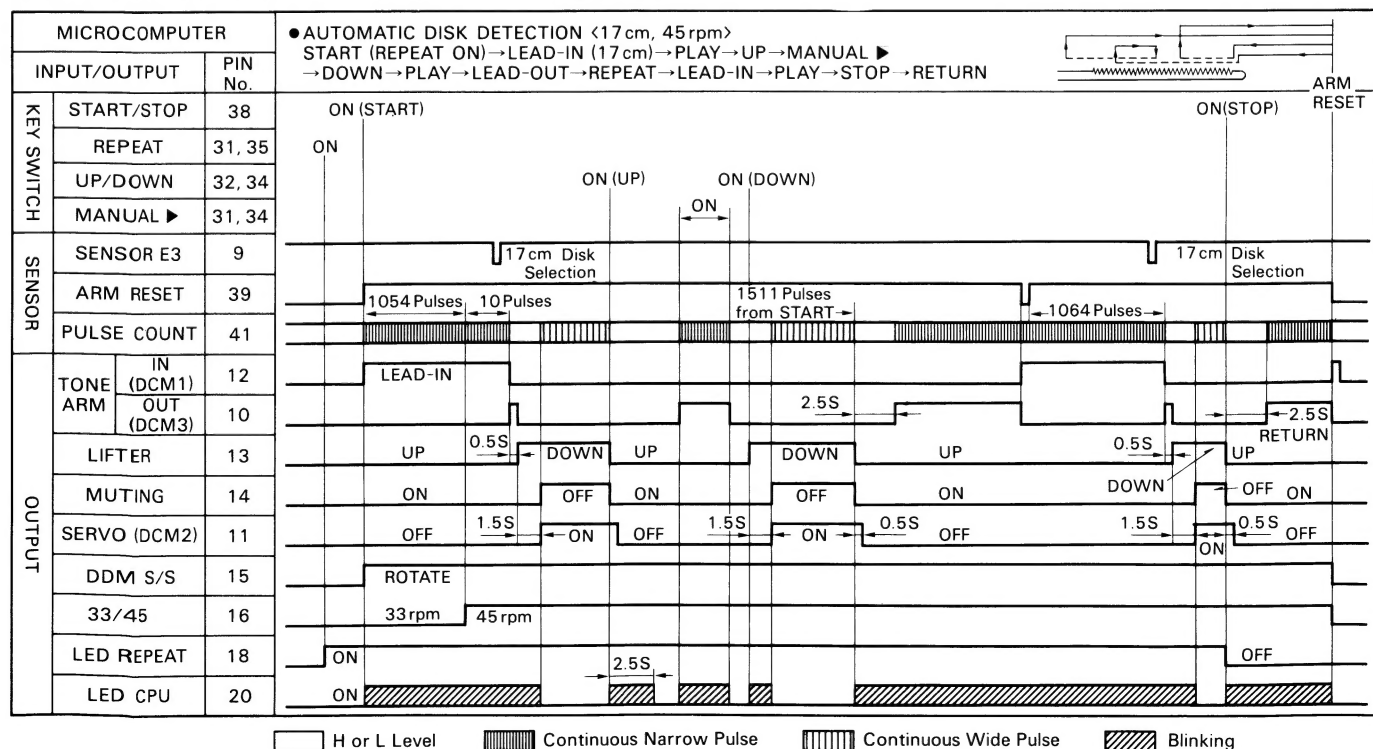 MICROCOMPUTER
INPUT/OUTPUT
PIN No.
● AUTOMATIC DISK DETECTION <17cm, 45rpm>
START (REPEAT ON)→LEAD-IN (17cm)→PLAY→UP→MANUAL ▶
→DOWN→PLAY→LEAD-OUT→REPEAT→LEAD-IN→PLAY→STOP→RETURN
ARM RESET
KEY SWITCH
START/STOP 38 ON (START) ON (STOP)
REPEAT 31, 35 ON
UP/DOWN 32, 34 ON (UP) ON (DOWN)
MANUAL ▶ 31, 34 ON
SENSOR
SENSOR E3 9 17cm Disk Selection 17cm Disk Selection
ARM RESET 39
1054 Pulses 10 Pulses 1511 Pulses from START 1064 Pulses
PULSE COUNT 41
OUTPUT
TONE ARM
IN (DCM1) 12 LEAD-IN
OUT (DCM3) 10 2.5S 2.5S RETURN
LIFTER 13 UP 0.5S DOWN UP DOWN UP 0.5S DOWN UP
MUTING 14 ON OFF ON OFF ON OFF ON
SERVO (DCM2) 11 OFF 1.5S ON OFF 1.5S ON 0.5S OFF 1.5S ON 0.5S OFF
DDM S/S 15 ROTATE
33/45 16 33rpm 45rpm
LED REPEAT 18 ON OFF
2.5S
LED CPU 20 ON
H or L Level Continuous Narrow Pulse Continuous Wide Pulse Blinking